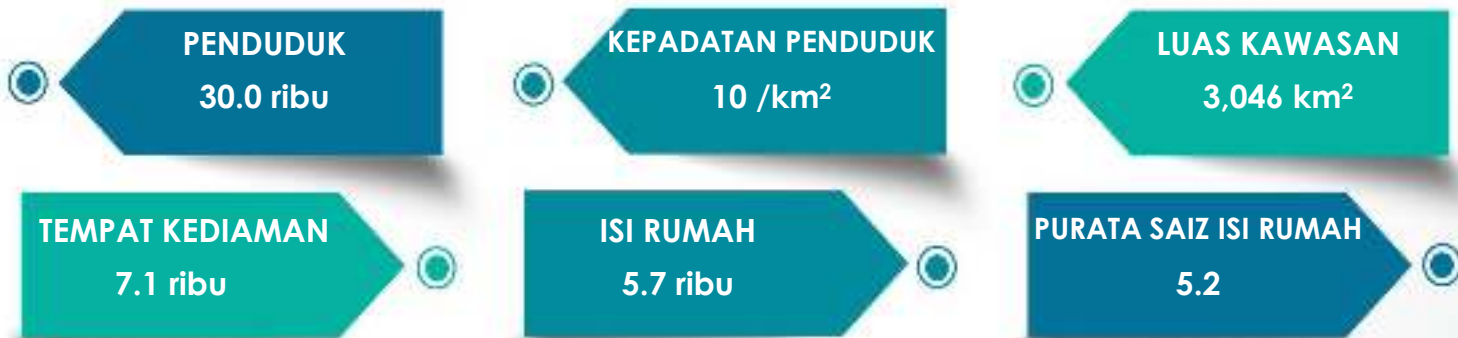 PENDUDUK
30.0 ribu
KEPADATAN PENDUDUK
10 /km²
LUAS KAWASAN
3,046 km²
TEMPAT KEDIAMAN
7.1 ribu
ISI RUMAH
5.7 ribu
PURATA SAIZ ISI RUMAH
5.2